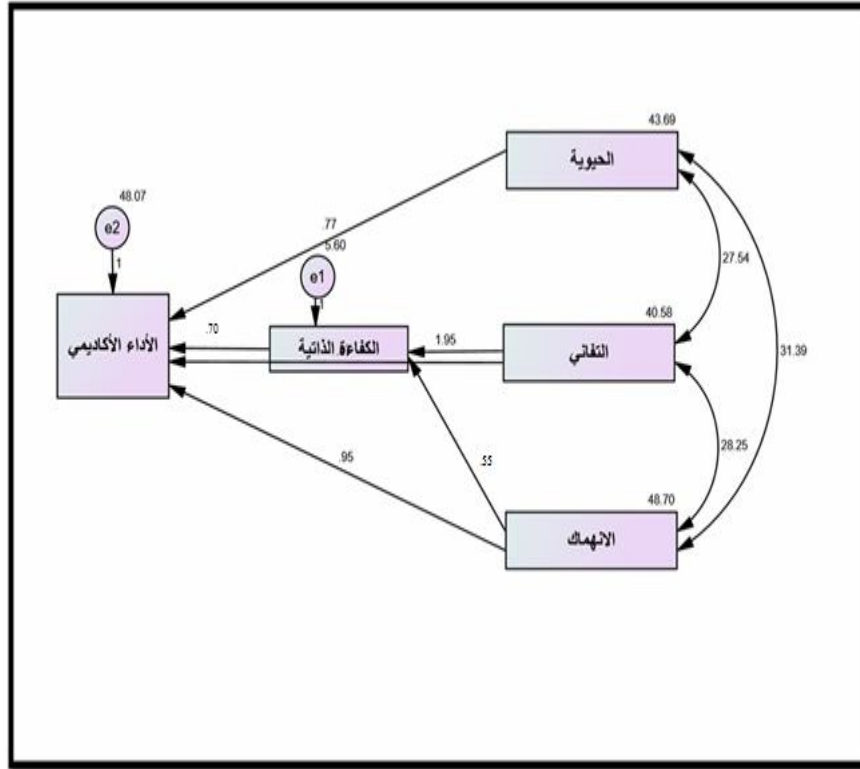 43.69
الحيوية
48.07
e2
1
.77
5.60
e1
1
27.54
40.58
الأداء الأكاديمي
.70
الكفاءة الذاتية
1.95
التفاني
31.39
.95
.55
28.25
48.70
الانهماك